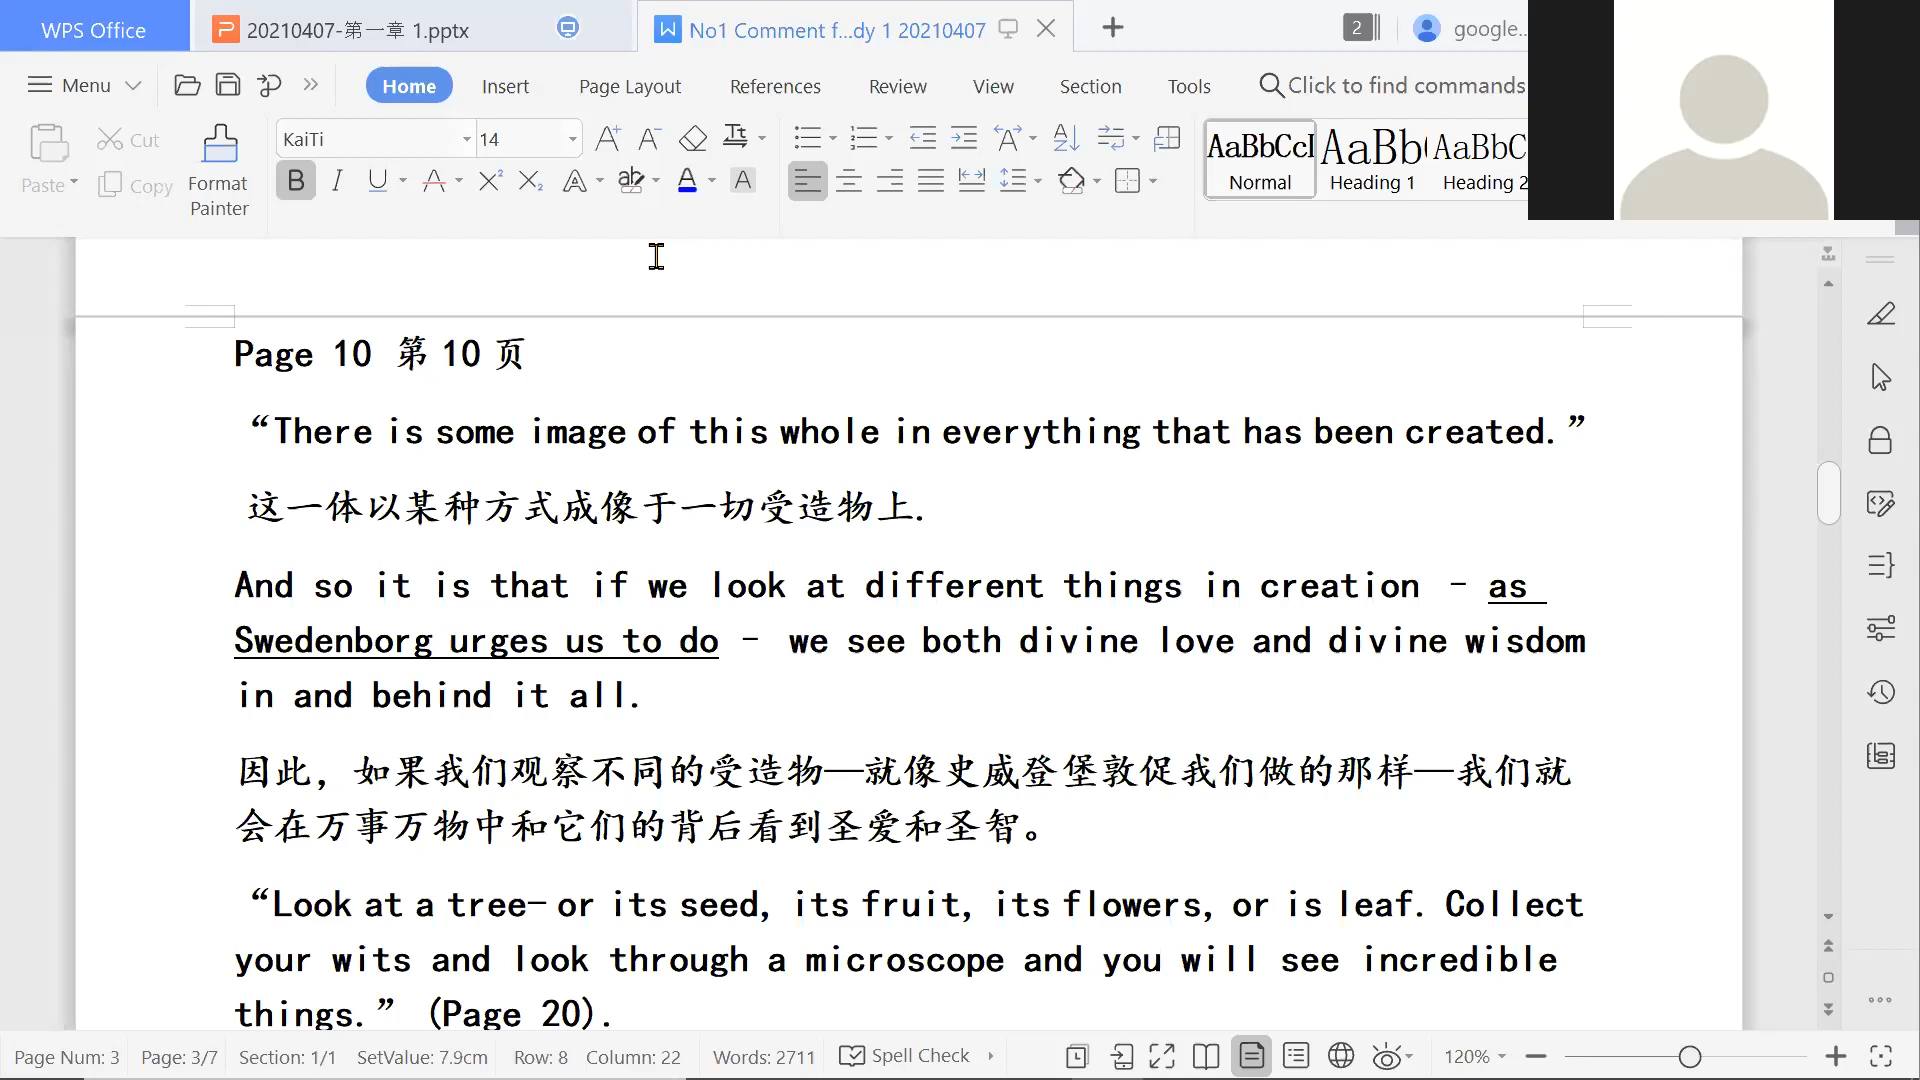 WPS Office
20210407-第一章 1.pptx
No1 Comment f...dy 1 20210407
2
google..
Menu
Home
Insert
Page Layout
References
Review
View
Section
Tools
Click to find commands
Paste
Cut
Copy
Format Painter
KaiTi
14
AaBbCcI
Normal
AaBb(
Heading 1
AaBbC
Heading 2
Page 10 第 10 页
“There is some image of this whole in everything that has been created.”
这一体以某种方式成像于一切受造物上.
And so it is that if we look at different things in creation – as
Swedenborg urges us to do – we see both divine love and divine wisdom
in and behind it all.
因此，如果我们观察不同的受造物—就像史威登堡敦促我们做的那样—我们就
会在万事万物中和它们的背后看到圣爱和圣智。
“Look at a tree— or its seed, its fruit, its flowers, or is leaf. Collect
your wits and look through a microscope and you will see incredible
things.” (Page 20).
Page Num: 3
Page: 3/7
Section: 1/1
SetValue: 7.9cm
Row: 8
Column: 22
Words: 2711
Spell Check
120%